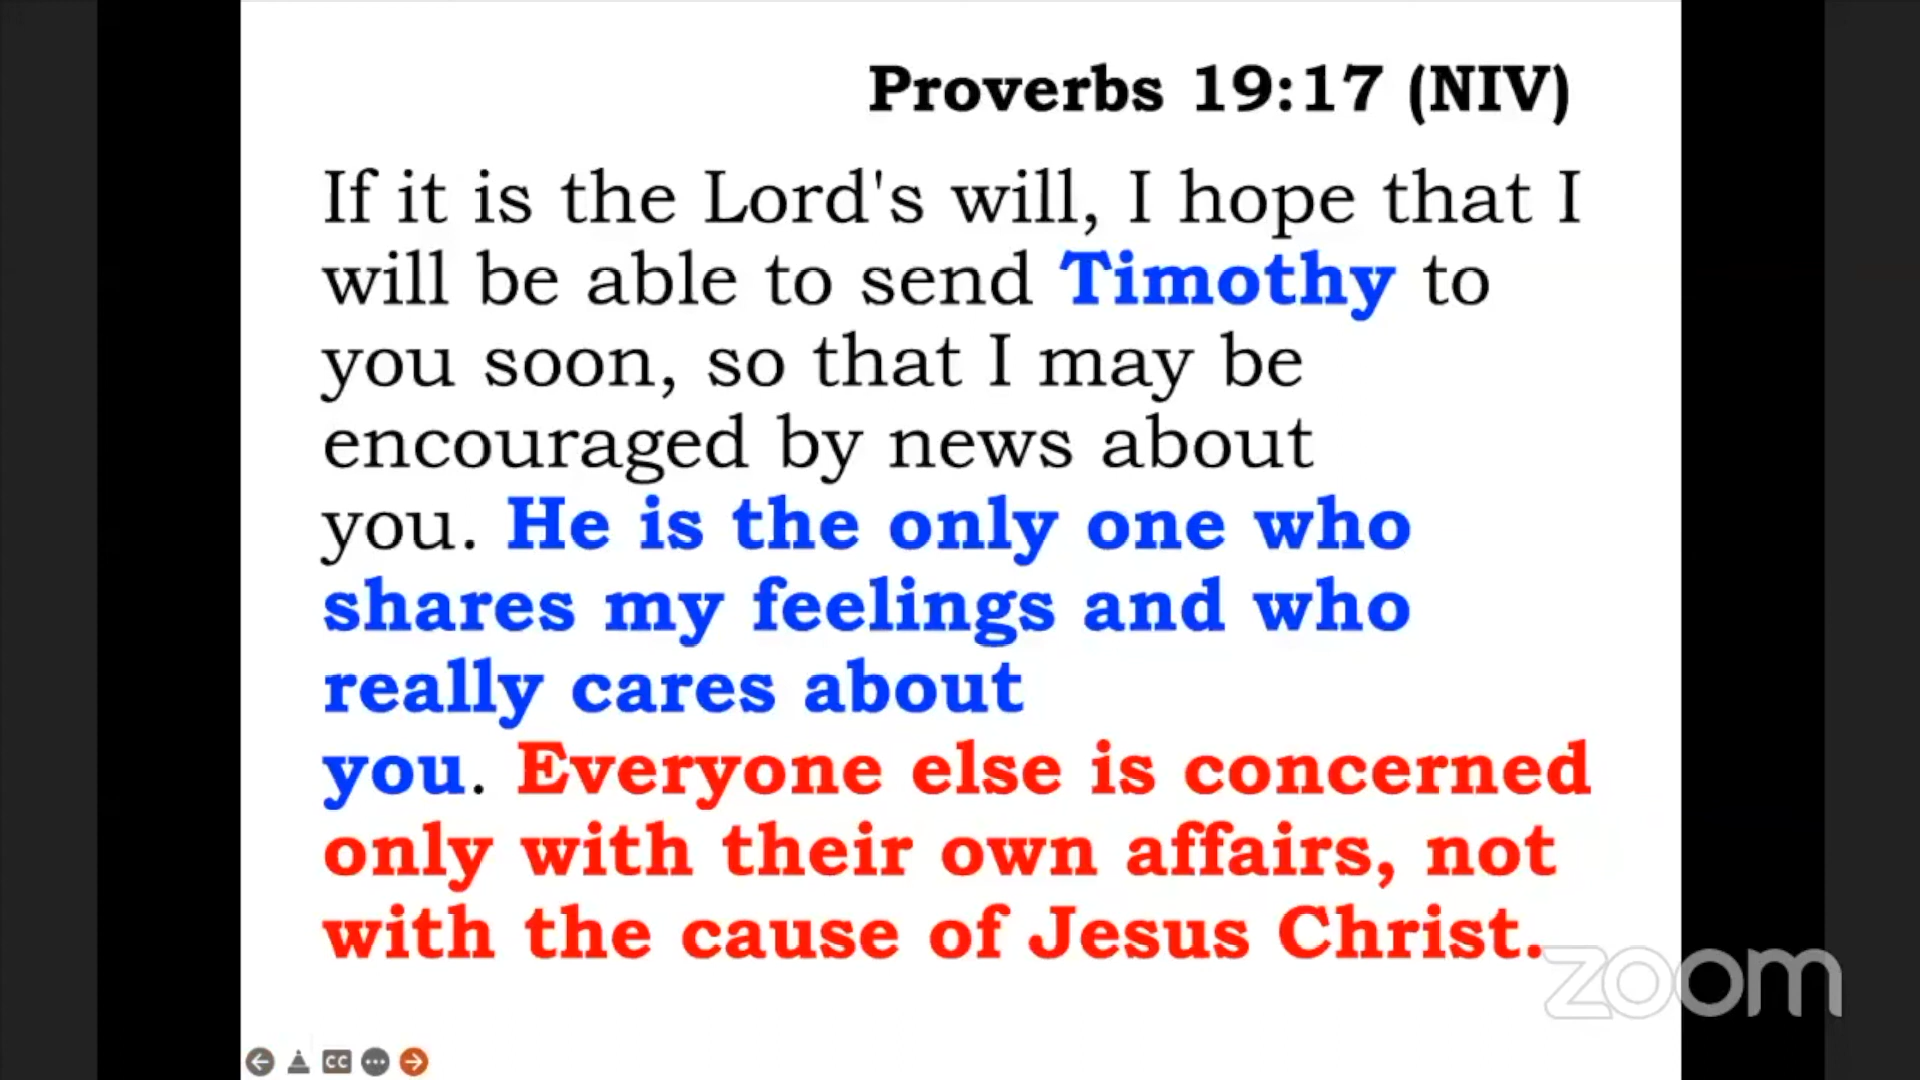 Proverbs 19:17 (NIV)
If it is the Lord's will, I hope that I
will be able to send Timothy to
you soon, so that I may be
encouraged by news about
you. He is the only one who
shares my feelings and who
really cares about
you. Everyone else is concerned
only with their own affairs, not
with the cause of Jesus Christ.
zoom
CC